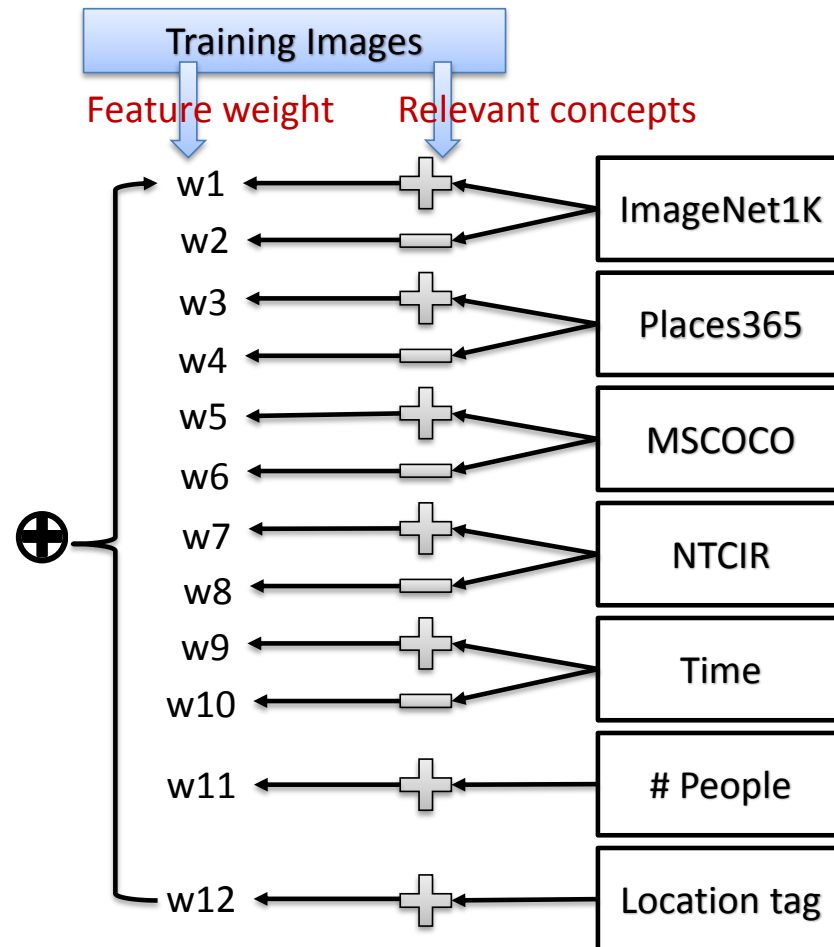 Training Images
Feature weight
Relevant concepts
w1
ImageNet1K
w2
w3
Places365
w4
w5
MSCOCO
w6
w7
NTCIR
w8
w9
Time
w10
w11
# People
w12
Location tag